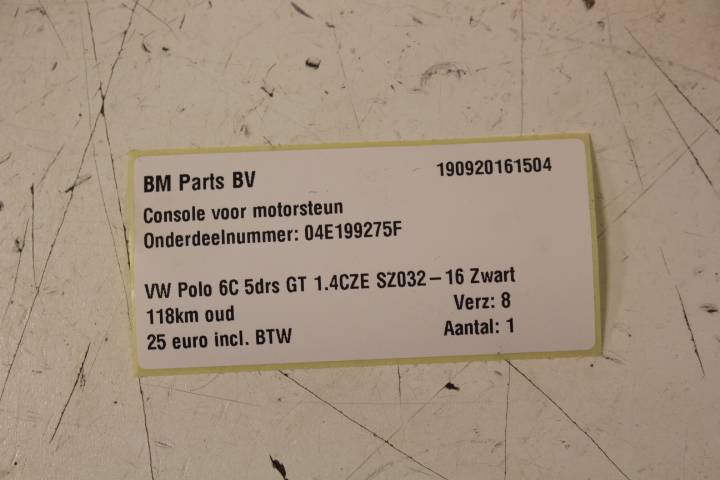 BM Parts BV 190920161504
Console voor motorsteun
Onderdeelnummer: 04E199275F
VW Polo 6C 5drs GT 1.4CZE SZ032-16 Zwart
118km oud Verz: 8
25 euro incl. BTW Aantal: 1